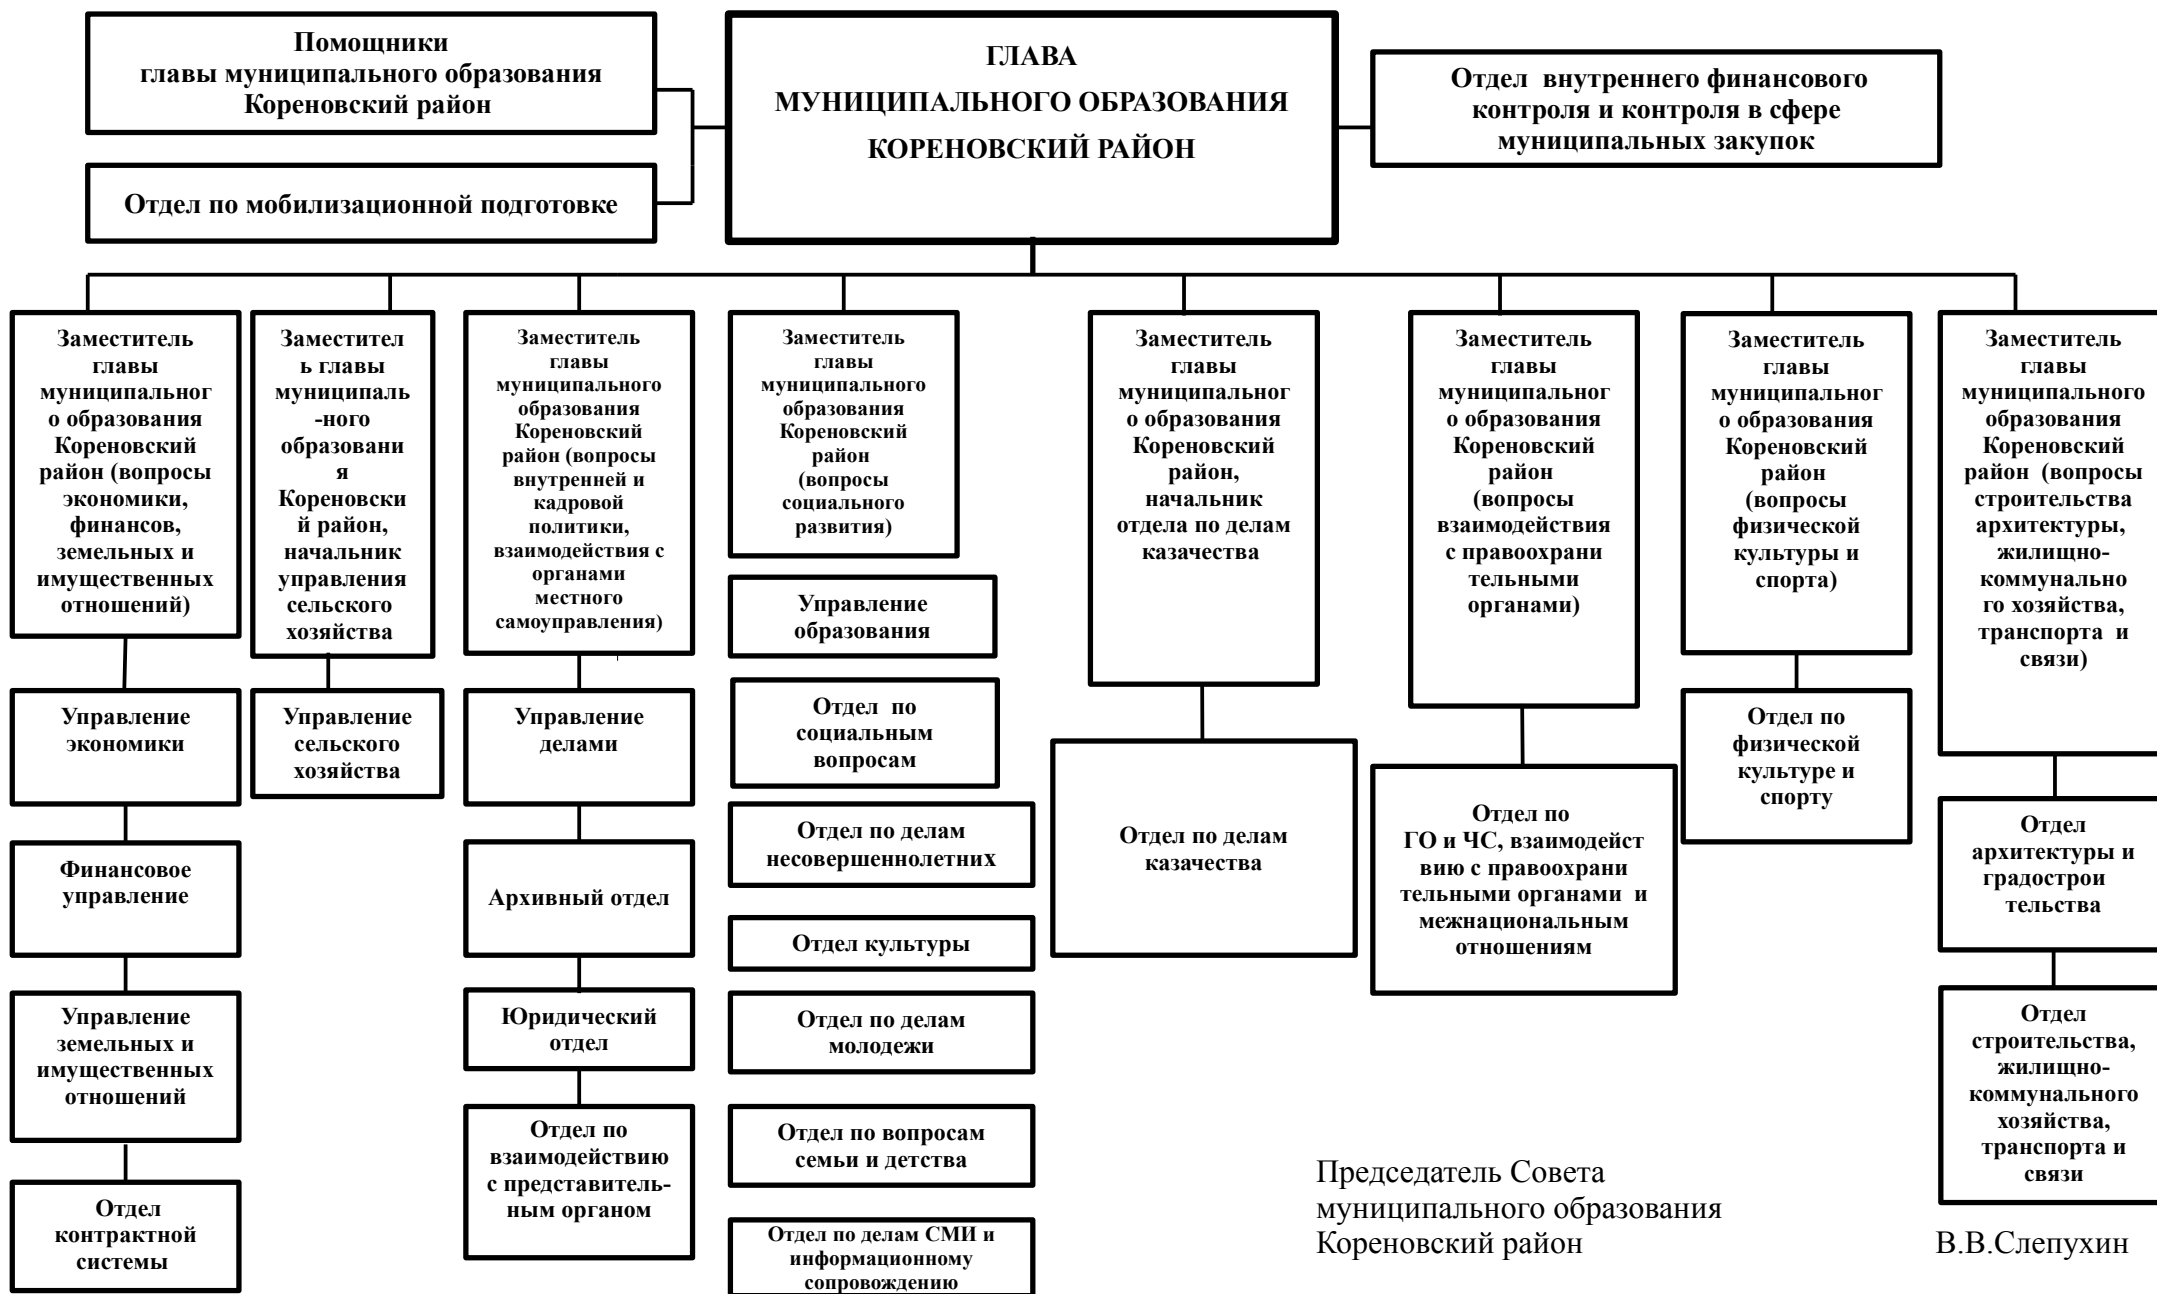 Помощники
главы муниципального образования
Кореновский район
Отдел по мобилизационной подготовке
ГЛАВА
МУНИЦИПАЛЬНОГО ОБРАЗОВАНИЯ
КОРЕНОВСКИЙ РАЙОН
Отдел внутреннего финансового
контроля и контроля в сфере
муниципальных закупок
Заместитель
главы
муниципальног
о образования
Кореновский
район (вопросы
экономики,
финансов,
земельных и
имущественных
отношений)
Управление
экономики
Финансовое
управление
Управление
земельных и
имущественных
отношений
Отдел
контрактной
системы
Заместител
ь главы
муниципаль
-ного
образовани
я
Кореновски
й район,
начальник
управления
сельского
хозяйства
Управление
сельского
хозяйства
Заместитель
главы
муниципального
образования
Кореновский
район (вопросы
внутренней и
кадровой
политики,
взаимодействия с
органами
местного
самоуправления)
Управление
делами
Архивный отдел
Юридический
отдел
Отдел по
взаимодействию
с представитель-
ным органом
Заместитель
главы
муниципального
образования
Кореновский
район
(вопросы
социального
развития)
Управление
образования
Отдел по
социальным
вопросам
Отдел по делам
несовершеннолетних
Отдел культуры
Отдел по делам
молодежи
Отдел по вопросам
семьи и детства
Отдел по делам СМИ и
информационному
сопровождению
Заместитель
главы
муниципальног
о образования
Кореновский
район,
начальник
отдела по делам
казачества
Отдел по делам
казачества
Заместитель
главы
муниципальног
о образования
Кореновский
район
(вопросы
взаимодействия
с правоохрани
тельными
органами)
Отдел по
ГО и ЧС, взаимодейст
вию с правоохрани
тельными органами и
межнациональным
отношениям
Заместитель
главы
муниципальног
о образования
Кореновский
район
(вопросы
физической
культуры и
спорта)
Отдел по
физической
культуре и
спорту
Заместитель
главы
муниципального
образования
Кореновский
район (вопросы
строительства
архитектуры,
жилищно-
коммунально
го хозяйства,
транспорта и
связи)
Отдел
архитектуры и
градострои
тельства
Отдел
строительства,
жилищно-
коммунального
хозяйства,
транспорта и
связи
Председатель Совета
муниципального образования
Кореновский район В.В.Слепухин